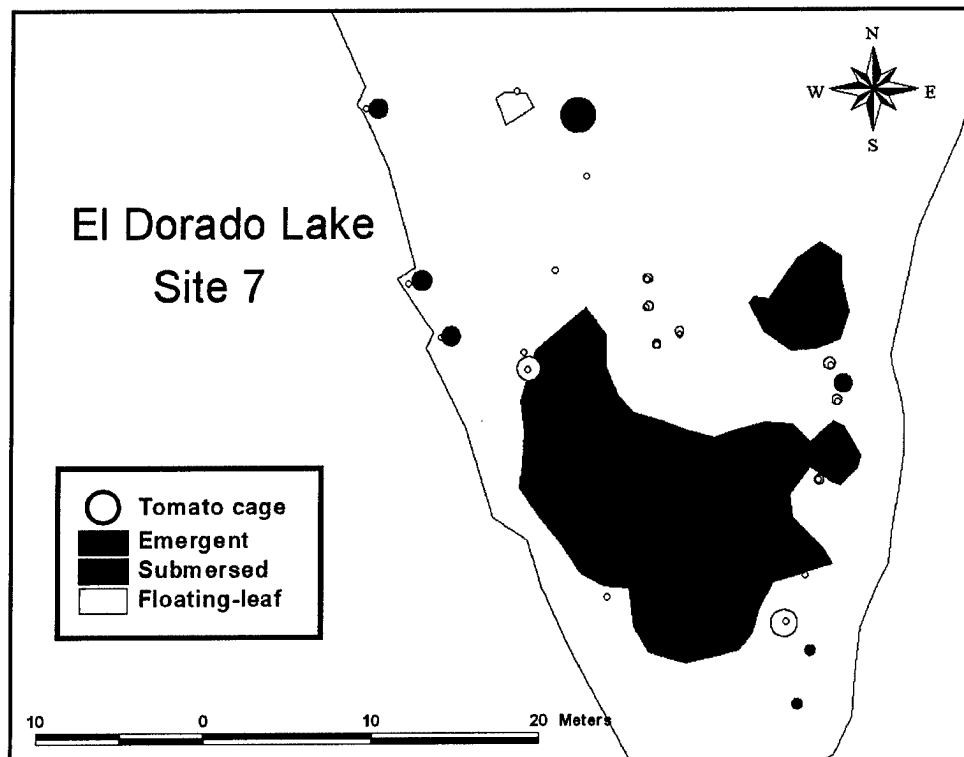 N
W E
S
El Dorado Lake
Site 7
Tomato cage
Emergent
Submersed
Floating-leaf
10 0 10 20 Meters